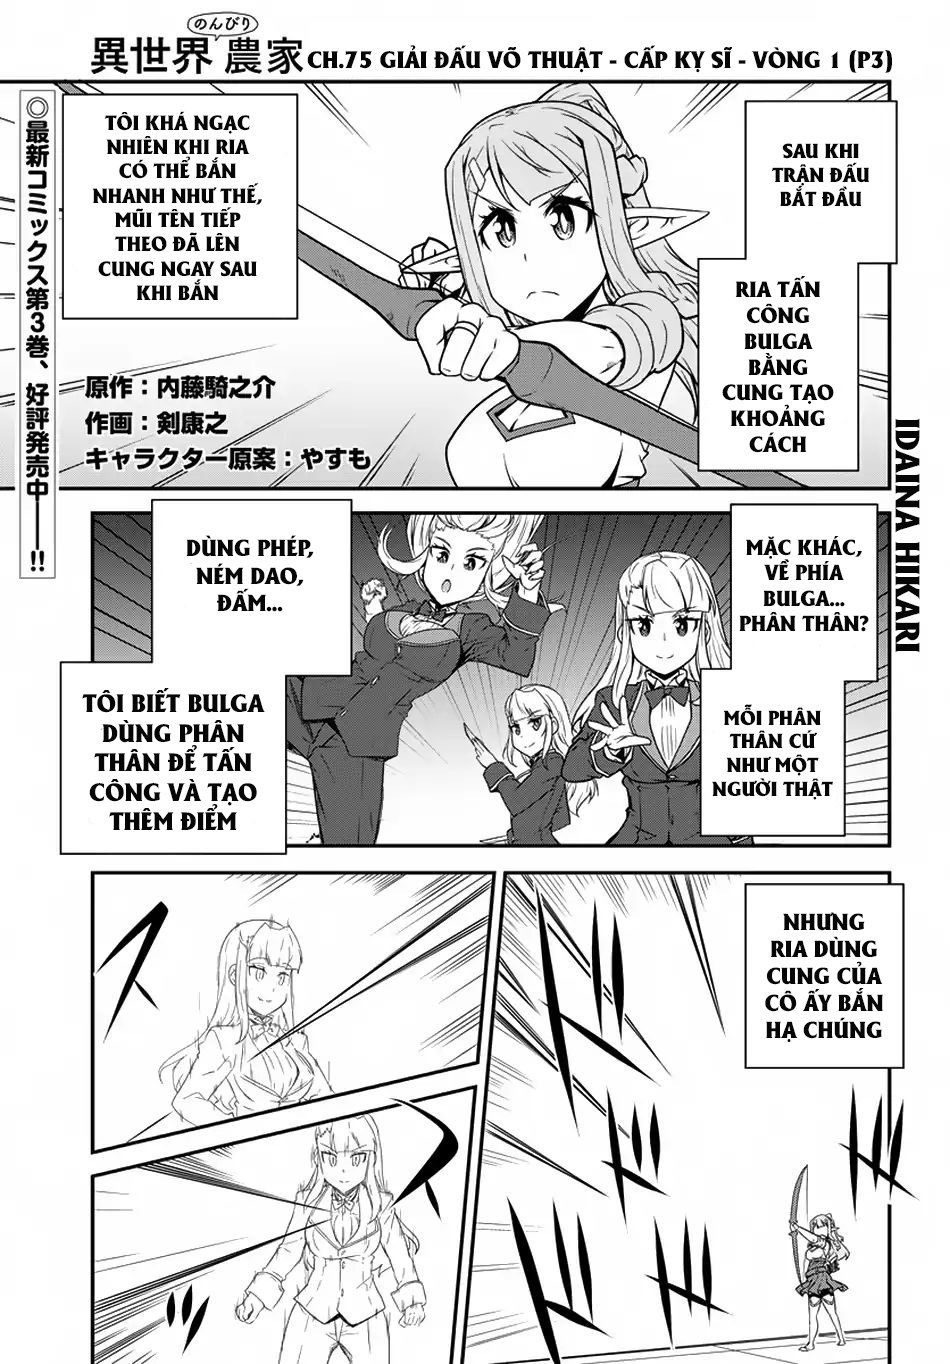 のんびり
異世界 農家
CH.75 GIẢI ĐẤU VÕ THUẬT - CẤP KỴ SĨ - VÒNG 1 (P3)
◎最新コミックス第3巻、好評発売中――!!
SAU KHI
TRẬN ĐẤU
BẮT ĐẦU
RIA TẤN
CÔNG
BULGA
BẰNG
CUNG TẠO
KHOẢNG
CÁCH
TÔI KHÁ NGẠC
NHIÊN KHI RIA
CÓ THỂ BẮN
NHANH NHƯ THẾ,
MŨI TÊN TIẾP
THEO ĐÃ LÊN
CUNG NGAY SAU
KHI BẮN
原作：内藤騎之介
作画：剣康之
キャラクター原案：やすも
IDAINA HIKARI
MẶC KHÁC,
VỀ PHÍA
BULGA...
PHÂN THÂN?
MỖI PHÂN
THÂN CỨ
NHƯ MỘT
NGƯỜI THẬT
DÙNG PHÉP,
NÉM DAO,
ĐẤM...
TÔI BIẾT BULGA
DÙNG PHÂN
THÂN ĐỂ TẤN
CÔNG VÀ TẠO
THÊM ĐIỂM
NHƯNG
RIA DÙNG
CUNG CỦA
CÔ ẤY BẮN
HẠ CHÚNG